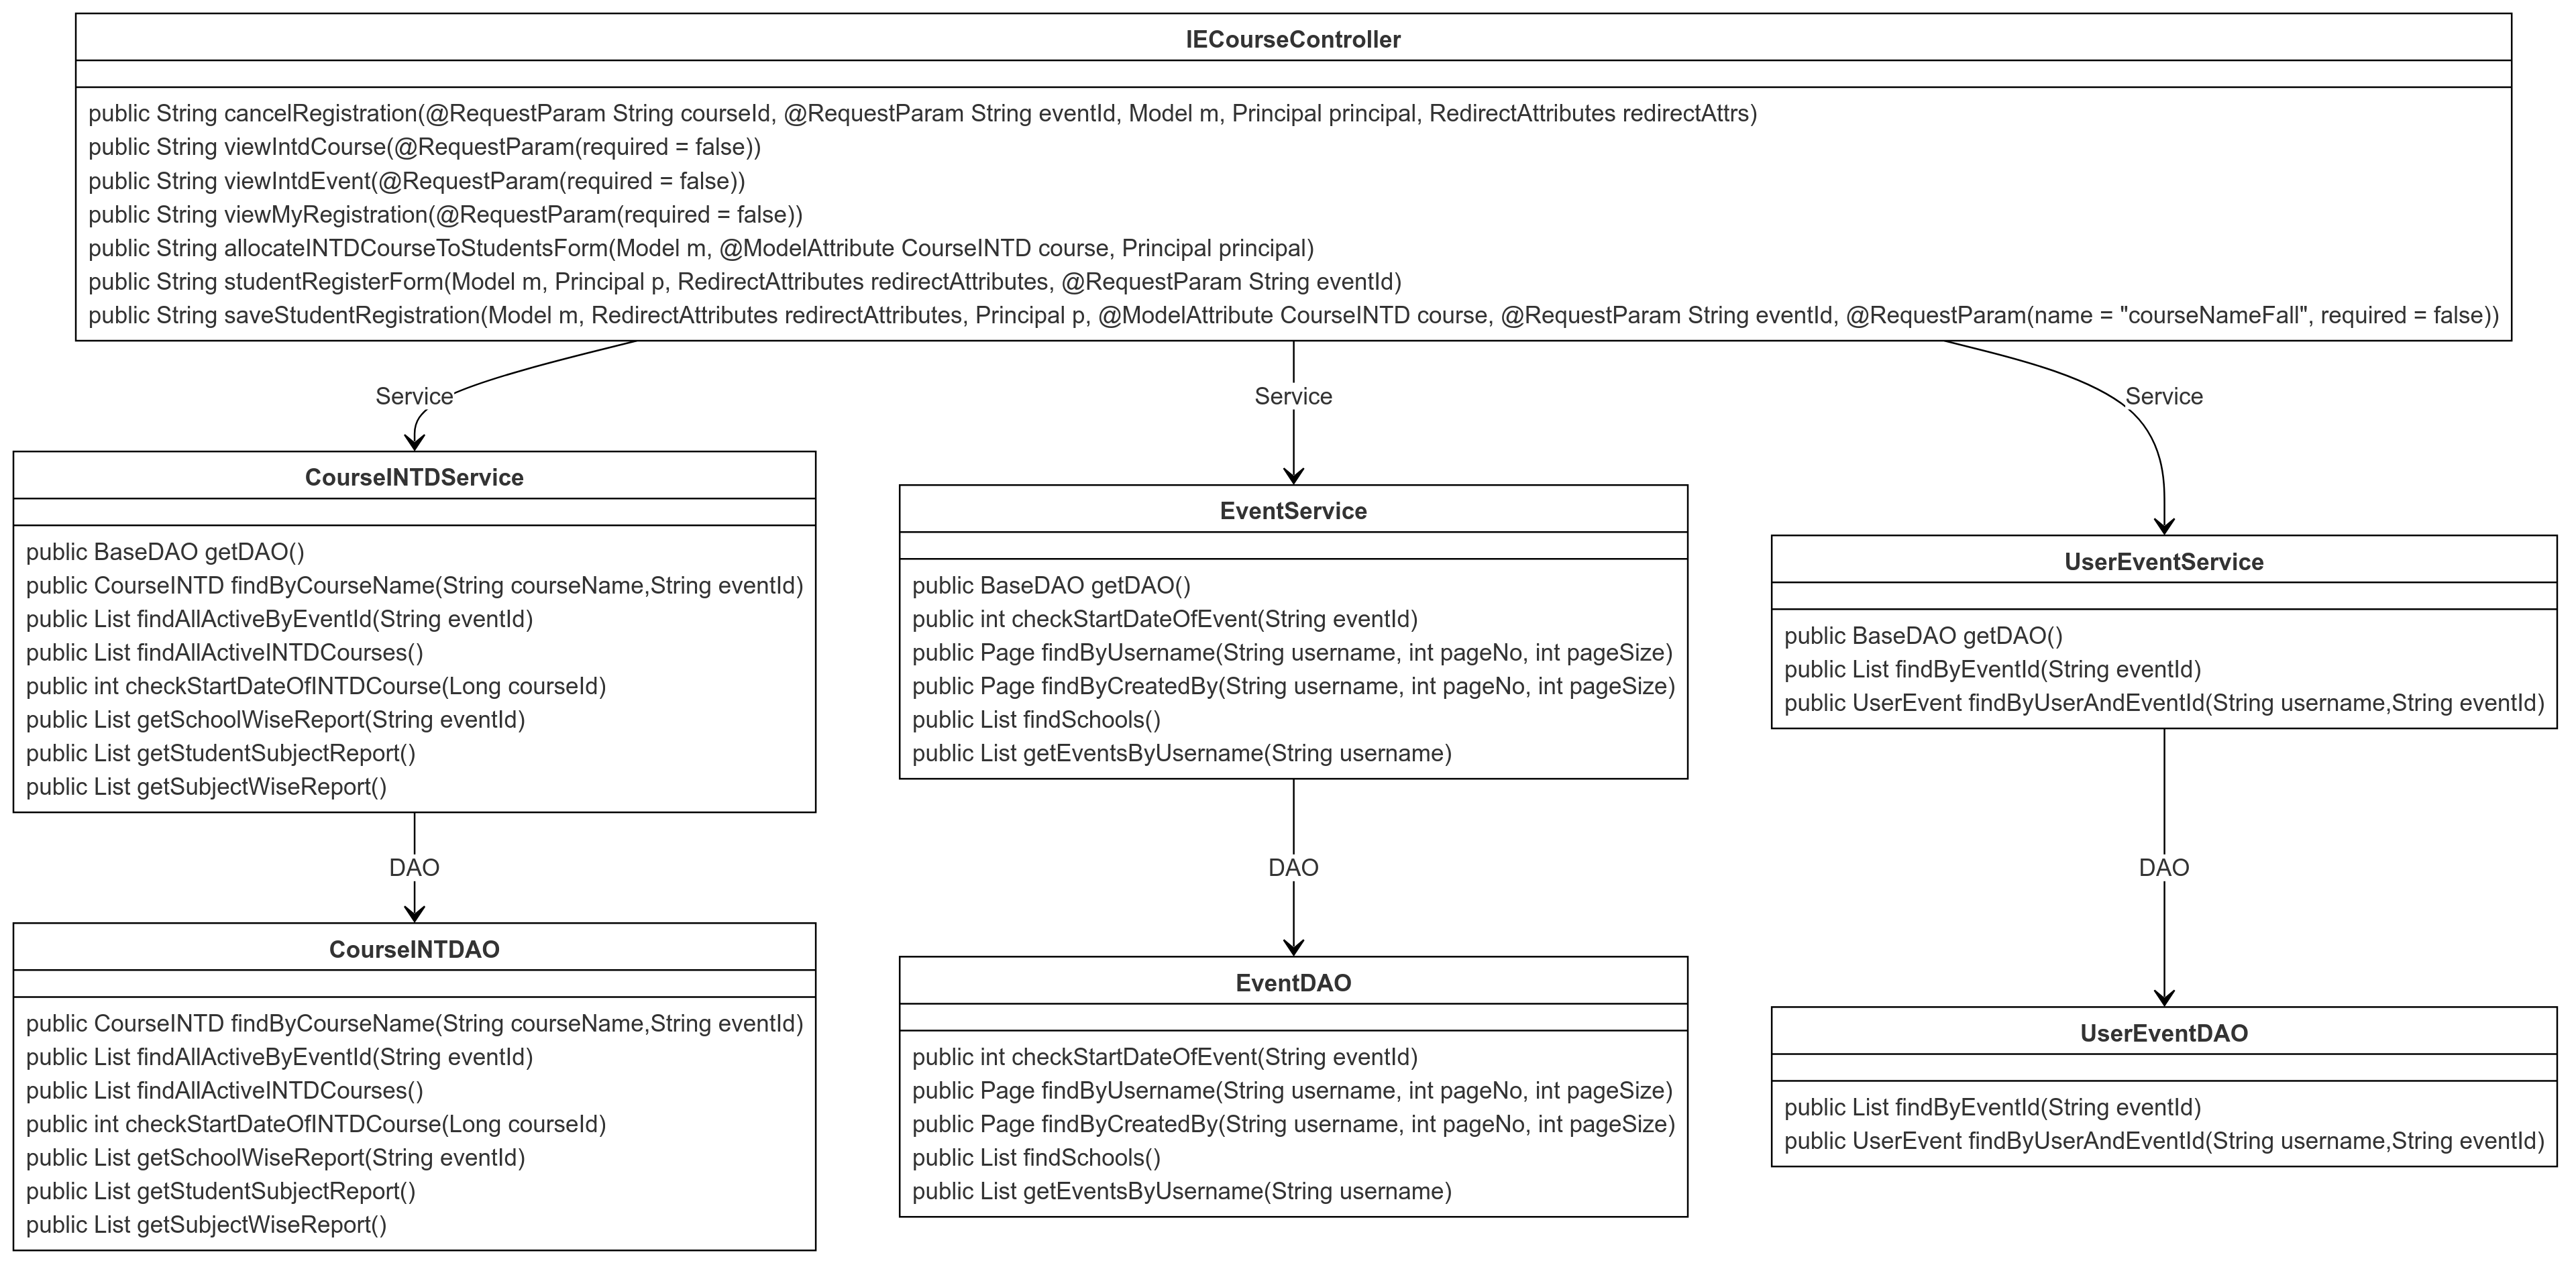 IECourseController
public String cancelRegistration(@RequestParam String courseId, @RequestParam String eventId, Model m, Principal principal, RedirectAttributes redirectAttrs)
public String viewIntdCourse(@RequestParam(required = false))
public String viewIntdEvent(@RequestParam(required = false))
public String viewMyRegistration(@RequestParam(required = false))
public String allocateINTDCourseToStudentsForm(Model m, @ModelAttribute CourseINTD course, Principal principal)
public String studentRegisterForm(Model m, Principal p, RedirectAttributes redirectAttributes, @RequestParam String eventId)
public String saveStudentRegistration(Model m, RedirectAttributes redirectAttributes, Principal p, @ModelAttribute CourseINTD course, @RequestParam String eventId, @RequestParam(name = "courseNameFall", required = false))
Service
Service
Service
CourseINTDService
public BaseDAO getDAO()
public CourseINTD findByCourseName(String courseName,String eventId)
public List findAllActiveByEventId(String eventId)
public List findAllActiveINTDCourses()
public int checkStartDateOfINTDCourse(Long courseId)
public List getSchoolWiseReport(String eventId)
public List getStudentSubjectReport()
public List getSubjectWiseReport()
EventService
public BaseDAO getDAO()
public int checkStartDateOfEvent(String eventId)
public Page findByUsername(String username, int pageNo, int pageSize)
public Page findByCreatedBy(String username, int pageNo, int pageSize)
public List findSchools()
public List getEventsByUsername(String username)
UserEventService
public BaseDAO getDAO()
public List findByEventId(String eventId)
public UserEvent findByUserAndEventId(String username,String eventId)
DAO
DAO
DAO
CourseINTDAO
public CourseINTD findByCourseName(String courseName,String eventId)
public List findAllActiveByEventId(String eventId)
public List findAllActiveINTDCourses()
public int checkStartDateOfINTDCourse(Long courseId)
public List getSchoolWiseReport(String eventId)
public List getStudentSubjectReport()
public List getSubjectWiseReport()
EventDAO
public int checkStartDateOfEvent(String eventId)
public Page findByUsername(String username, int pageNo, int pageSize)
public Page findByCreatedBy(String username, int pageNo, int pageSize)
public List findSchools()
public List getEventsByUsername(String username)
UserEventDAO
public List findByEventId(String eventId)
public UserEvent findByUserAndEventId(String username,String eventId)